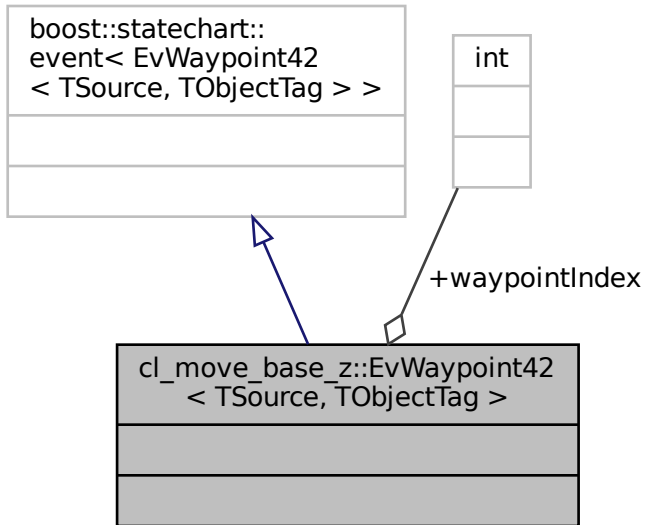 boost::statechart::
event< EvWaypoint42
< TSource, TObjectTag > >
int
+waypointIndex
cl_move_base_z::EvWaypoint42
< TSource, TObjectTag >